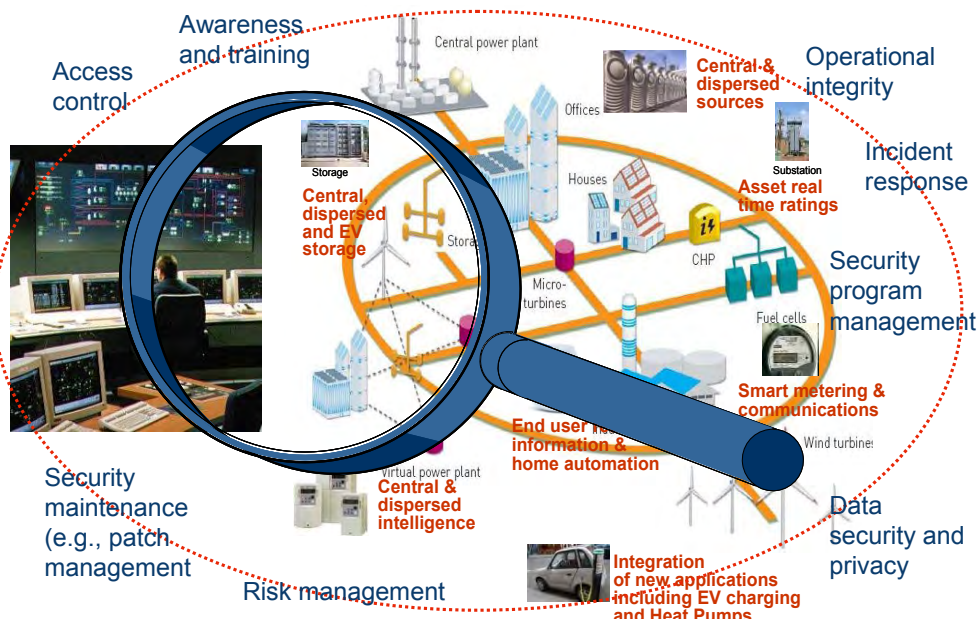 Awareness
and training
Access
control
Central power plant
Central &
dispersed
sources
Operational
integrity
Offices
Incident
response
Storage
Substation
Central,
dispersed
and EV
storage
Houses
Asset real
time ratings
CHP
Micro-
turbines
Security
program
management
Fuel cells
Smart metering &
communications
End user
information &
home automation
Wind turbines
Virtual power plant
Central &
dispersed
intelligence
Security
maintenance
(e.g., patch
management
Data
security and
privacy
Risk management
Integration
of new applications
including EV charging
and Heat Pumps